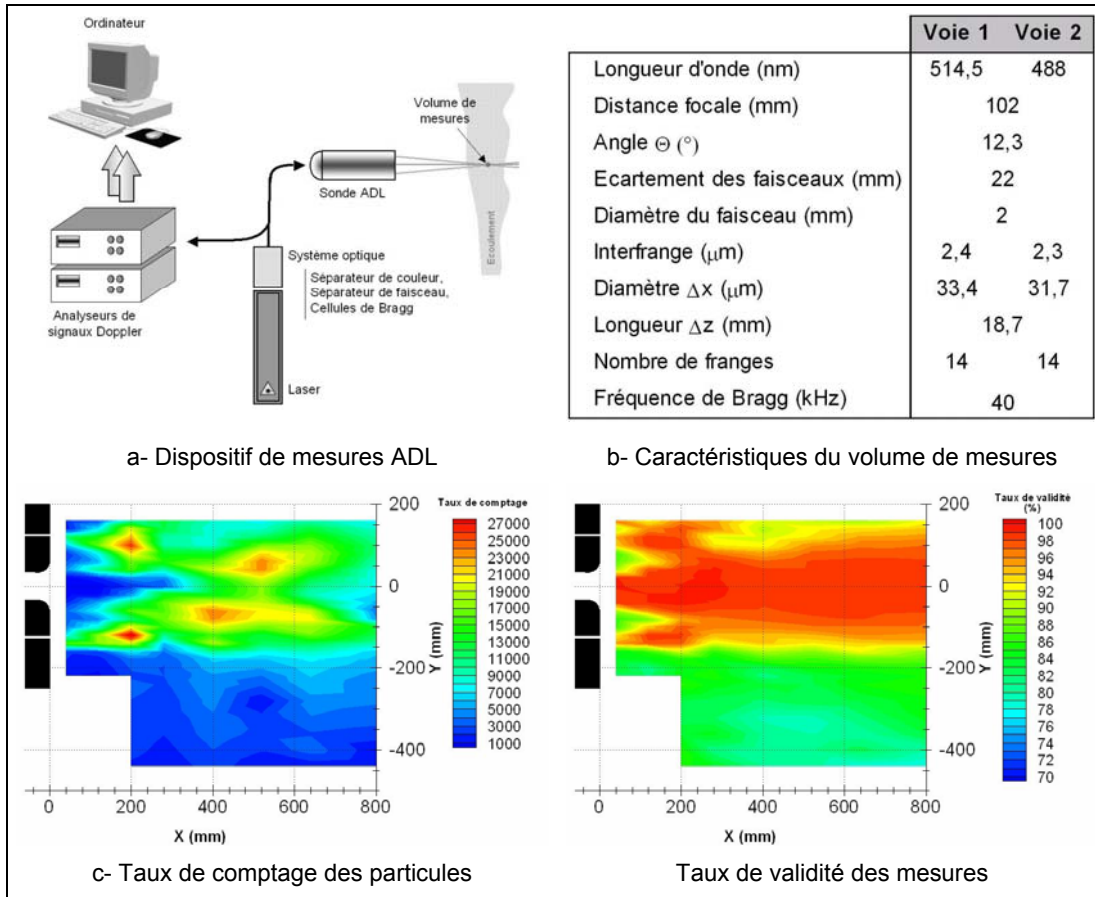 Ordinateur
Volume de
mesures
Sonde ADL
Ecoulement
Système optique
Séparateur de couleur,
Séparateur de faisceau,
Cellules de Bragg
Analyseurs de
signaux Doppler
Laser
a- Dispositif de mesures ADL
Voie 1 Voie 2
Longueur d'onde (nm) 514,5 488
Distance focale (mm) 102
Angle Θ (°) 12,3
Ecartement des faisceaux (mm) 22
Diamètre du faisceau (mm) 2
Interfrange (μm) 2,4 2,3
Diamètre Δx (μm) 33,4 31,7
Longueur Δz (mm) 18,7
Nombre de franges 14 14
Fréquence de Bragg (kHz) 40
b- Caractéristiques du volume de mesures
Taux de comptage
27000
25000
23000
21000
19000
17000
15000
13000
11000
9000
7000
5000
3000
1000
200
0
-200
-400
Y (mm)
0 200 400 600 800
X (mm)
c- Taux de comptage des particules
Taux de validité
(%)
100
98
96
94
92
90
88
86
84
82
80
78
76
74
72
70
200
0
-200
-400
Y (mm)
0 200 400 600 800
X (mm)
Taux de validité des mesures